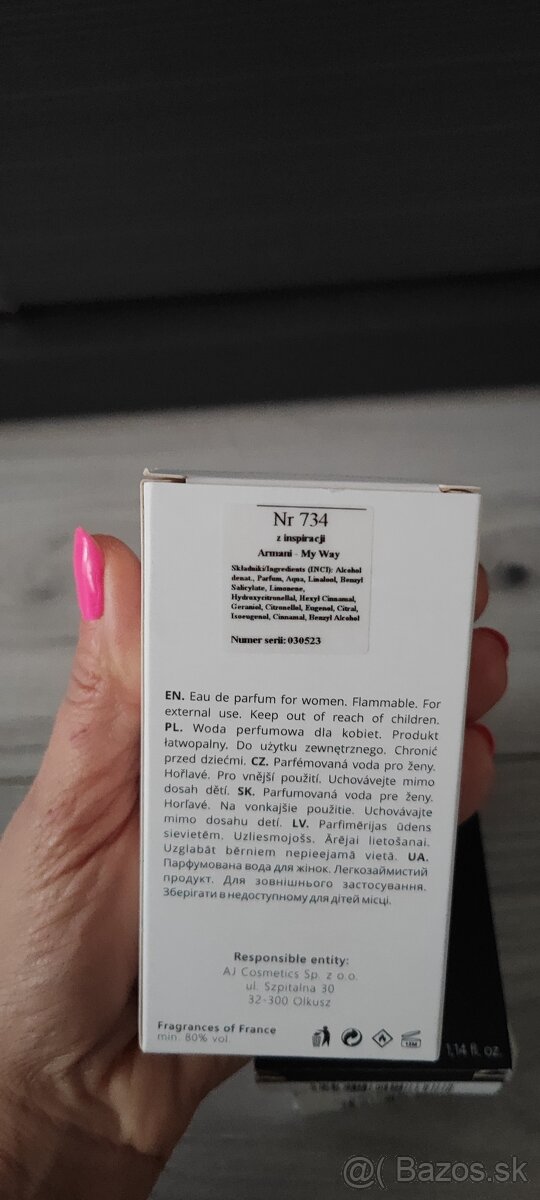 Nr 734
z inspiracji
Armani - My Way
Składniki/Ingredients (INCI): Alcohol
denat., Parfum, Aqua, Linalool, Benzyl
Salicylate, Limonene,
Hydroxycitronellal, Hexyl Cinnamal,
Geraniol, Citronellol, Eugenol, Citral,
Isoeugenol, Cinnamal, Benzyl Alcohol
Numer serii: 030523
EN. Eau de parfum for women. Flammable. For
external use. Keep out of reach of children.
PL. Woda perfumowa dla kobiet. Produkt
łatwopalny. Do użytku zewnętrznego. Chronić
przed dziećmi. CZ. Parfémovaná voda pro ženy.
Hořlavé. Pro vnější použití. Uchovávejte mimo
dosah dětí. SK. Parfumovaná voda pre ženy.
Horľavé. Na vonkajšie použitie. Uchovávajte
mimo dosahu detí. LV. Parfimērijas ūdens
sievietēm. Uzliesmojošs. Ārējai lietošanai.
Uzglabāt bērniem nepieejamā vietā. UA.
Парфумована вода для жінок. Легкозаймистий
продукт. Для зовнішнього застосування.
Зберігати в недоступному для дітей місці.
Responsible entity:
AJ Cosmetics Sp. z o.o.
ul. Szpitalna 30
32-300 Olkusz
Fragrances of France
min. 80% vol.
12M
1,14 fl. oz.
@( Bazos.sk